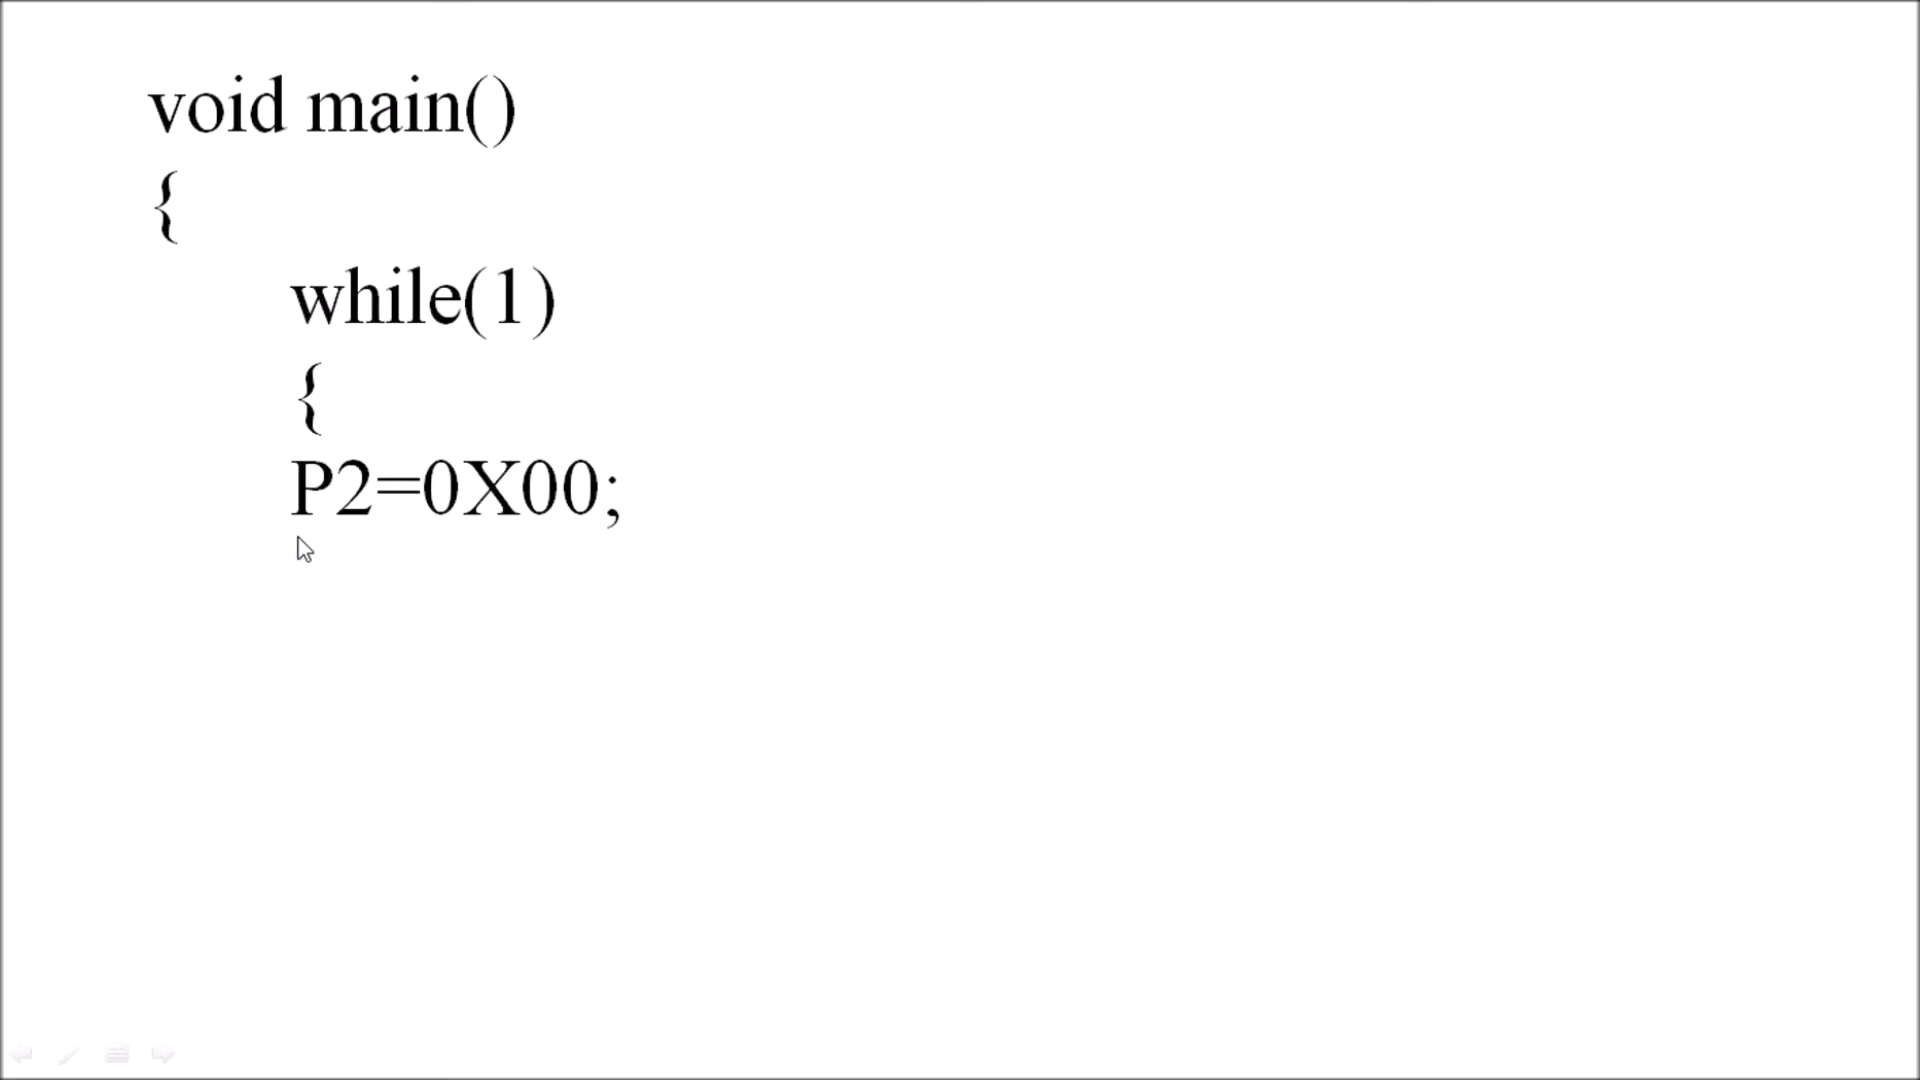 void main()
{
while(1)
{
P2=0X00;